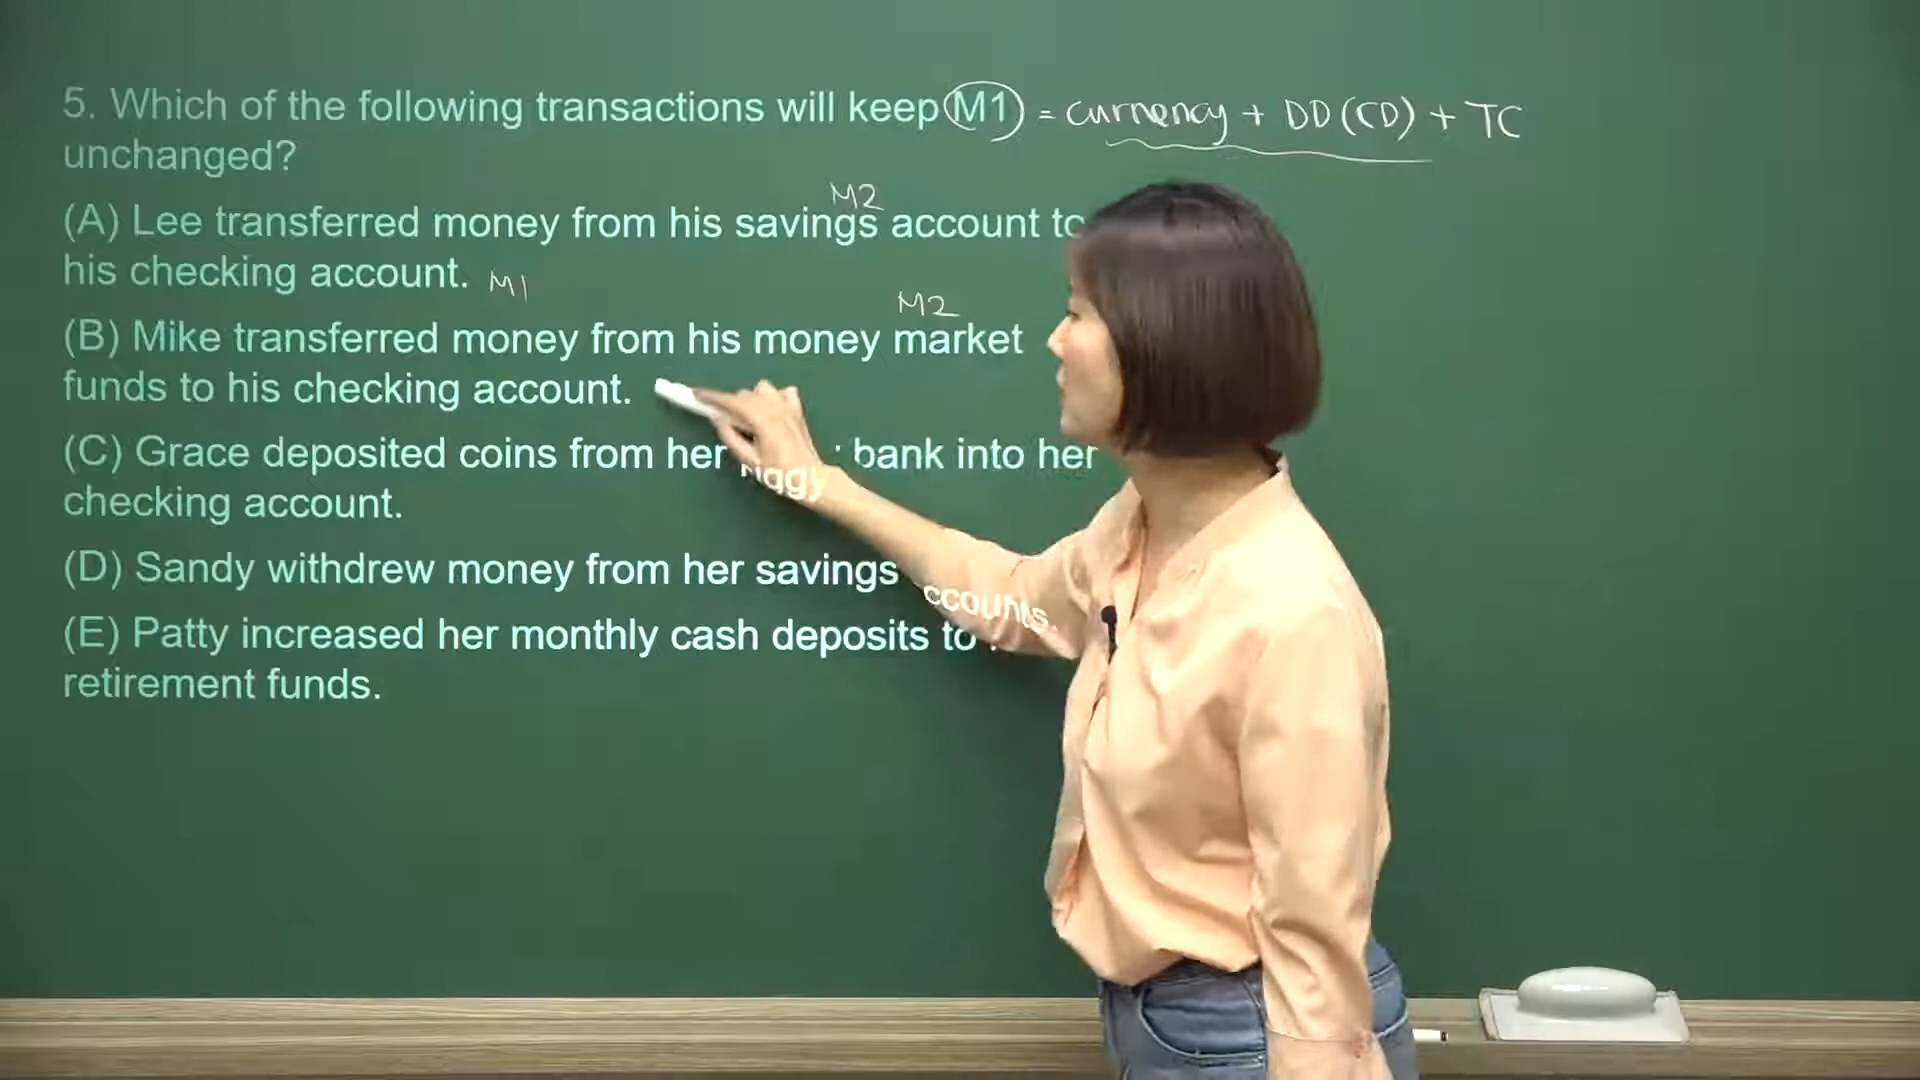 5. Which of the following transactions will keep M1 = currency + DD (CD) + TC
unchanged?
M2
(A) Lee transferred money from his savings account to
his checking account. M1
M2
(B) Mike transferred money from his money market
funds to his checking account.
(C) Grace deposited coins from her piggy bank into her
checking account.
(D) Sandy withdrew money from her savings accounts.
(E) Patty increased her monthly cash deposits to
retirement funds.